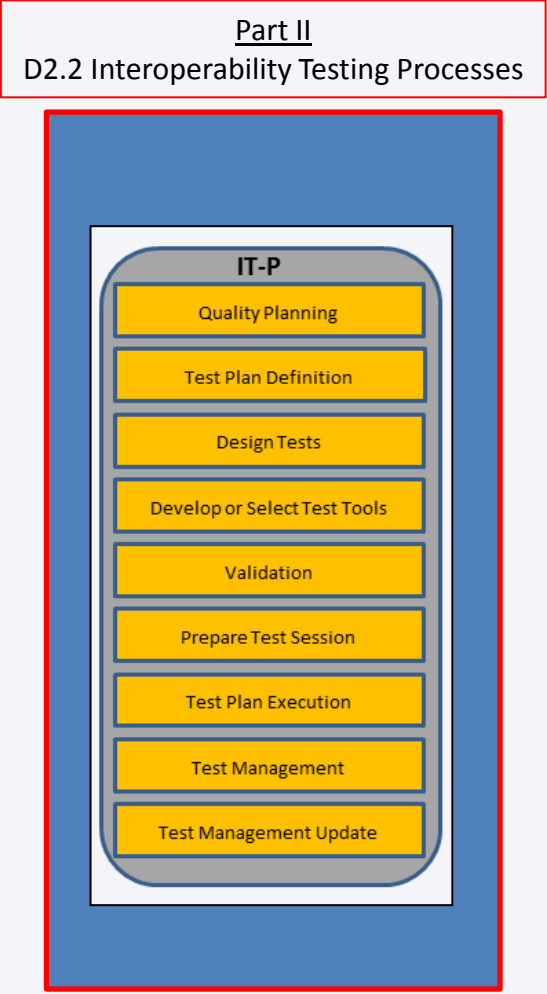 Part II
D2.2 Interoperability Testing Processes
IT-P
Quality Planning
Test Plan Definition
Design Tests
Develop or Select Test Tools
Validation
Prepare Test Session
Test Plan Execution
Test Management
Test Management Update